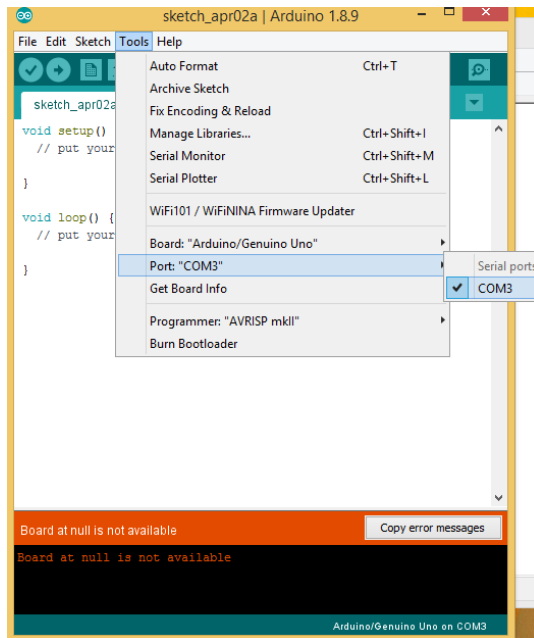 sketch_apr02a | Arduino 1.8.9
File Edit Sketch Tools Help
sketch_apr02a
Auto Format Ctrl+T
Archive Sketch
Fix Encoding & Reload
Manage Libraries... Ctrl+Shift+I
Serial Monitor Ctrl+Shift+M
Serial Plotter Ctrl+Shift+L
WiFi101 / WiFiNINA Firmware Updater
Board: "Arduino/Genuino Uno"
Port: "COM3"
Get Board Info
Programmer: "AVRISP mkII"
Burn Bootloader
Serial ports
COM3
void setup()
// put your
}
void loop() {
// put your
}
Board at null is not available
Copy error messages
Board at null is not available
Arduino/Genuino Uno on COM3